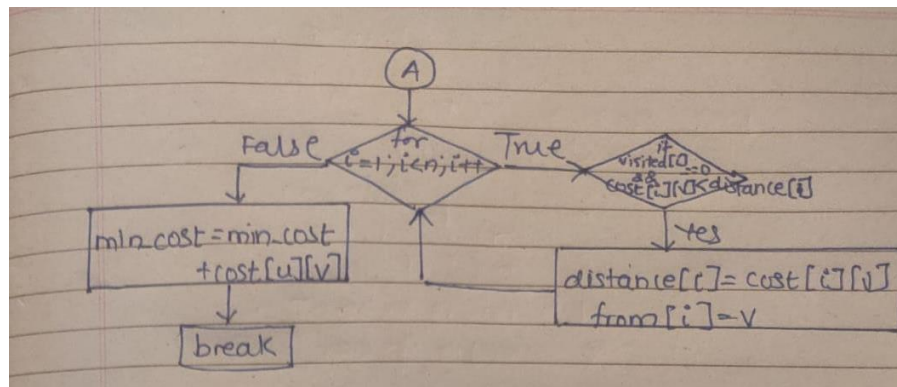 A
for
i=1;i<n;i++
False
True
if
visited[]==0
&&
cost[i][v]<distance[i]
Yes
distance[i]=cost[i][v]
from[i]=v
min_cost=min_cost
+cost[u][v]
break